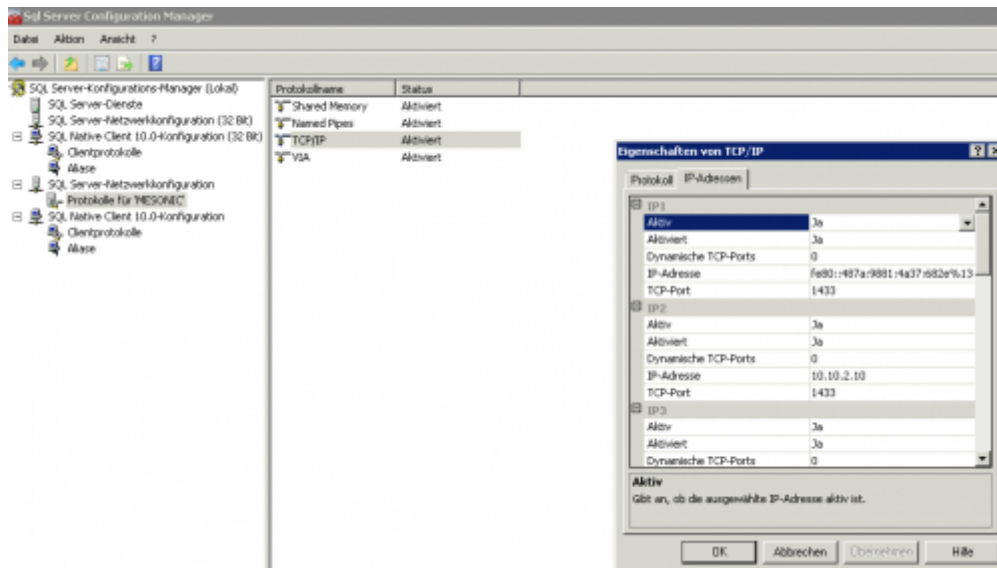 Sql Server Configuration Manager
Datei Aktion Ansicht ?
SQL Server-Konfigurations-Manager (Lokal)
SQL Server-Dienste
SQL Server-Netzwerkkonfiguration (32 Bit)
SQL Native Client 10.0-Konfiguration (32 Bit)
Clientprotokolle
Aliase
SQL Server-Netzwerkkonfiguration
Protokolle für 'MESONIC'
SQL Native Client 10.0-Konfiguration
Clientprotokolle
Aliase
Protokollname Status
Shared Memory Aktiviert
Named Pipes Aktiviert
TCP/IP Aktiviert
VIA Aktiviert
Eigenschaften von TCP/IP
Protokoll IP-Adressen
IP1
Aktiv Ja
Aktiviert Ja
Dynamische TCP-Ports 0
IP-Adresse fe80::487a:9881:4a37:682e%13
TCP-Port 1433
IP2
Aktiv Ja
Aktiviert Ja
Dynamische TCP-Ports 0
IP-Adresse 10.10.2.10
TCP-Port 1433
IP3
Aktiv Ja
Aktiviert Ja
Dynamische TCP-Ports 0
Aktiv
Gibt an, ob die ausgewählte IP-Adresse aktiv ist.
OK Abbrechen Übernehmen Hilfe